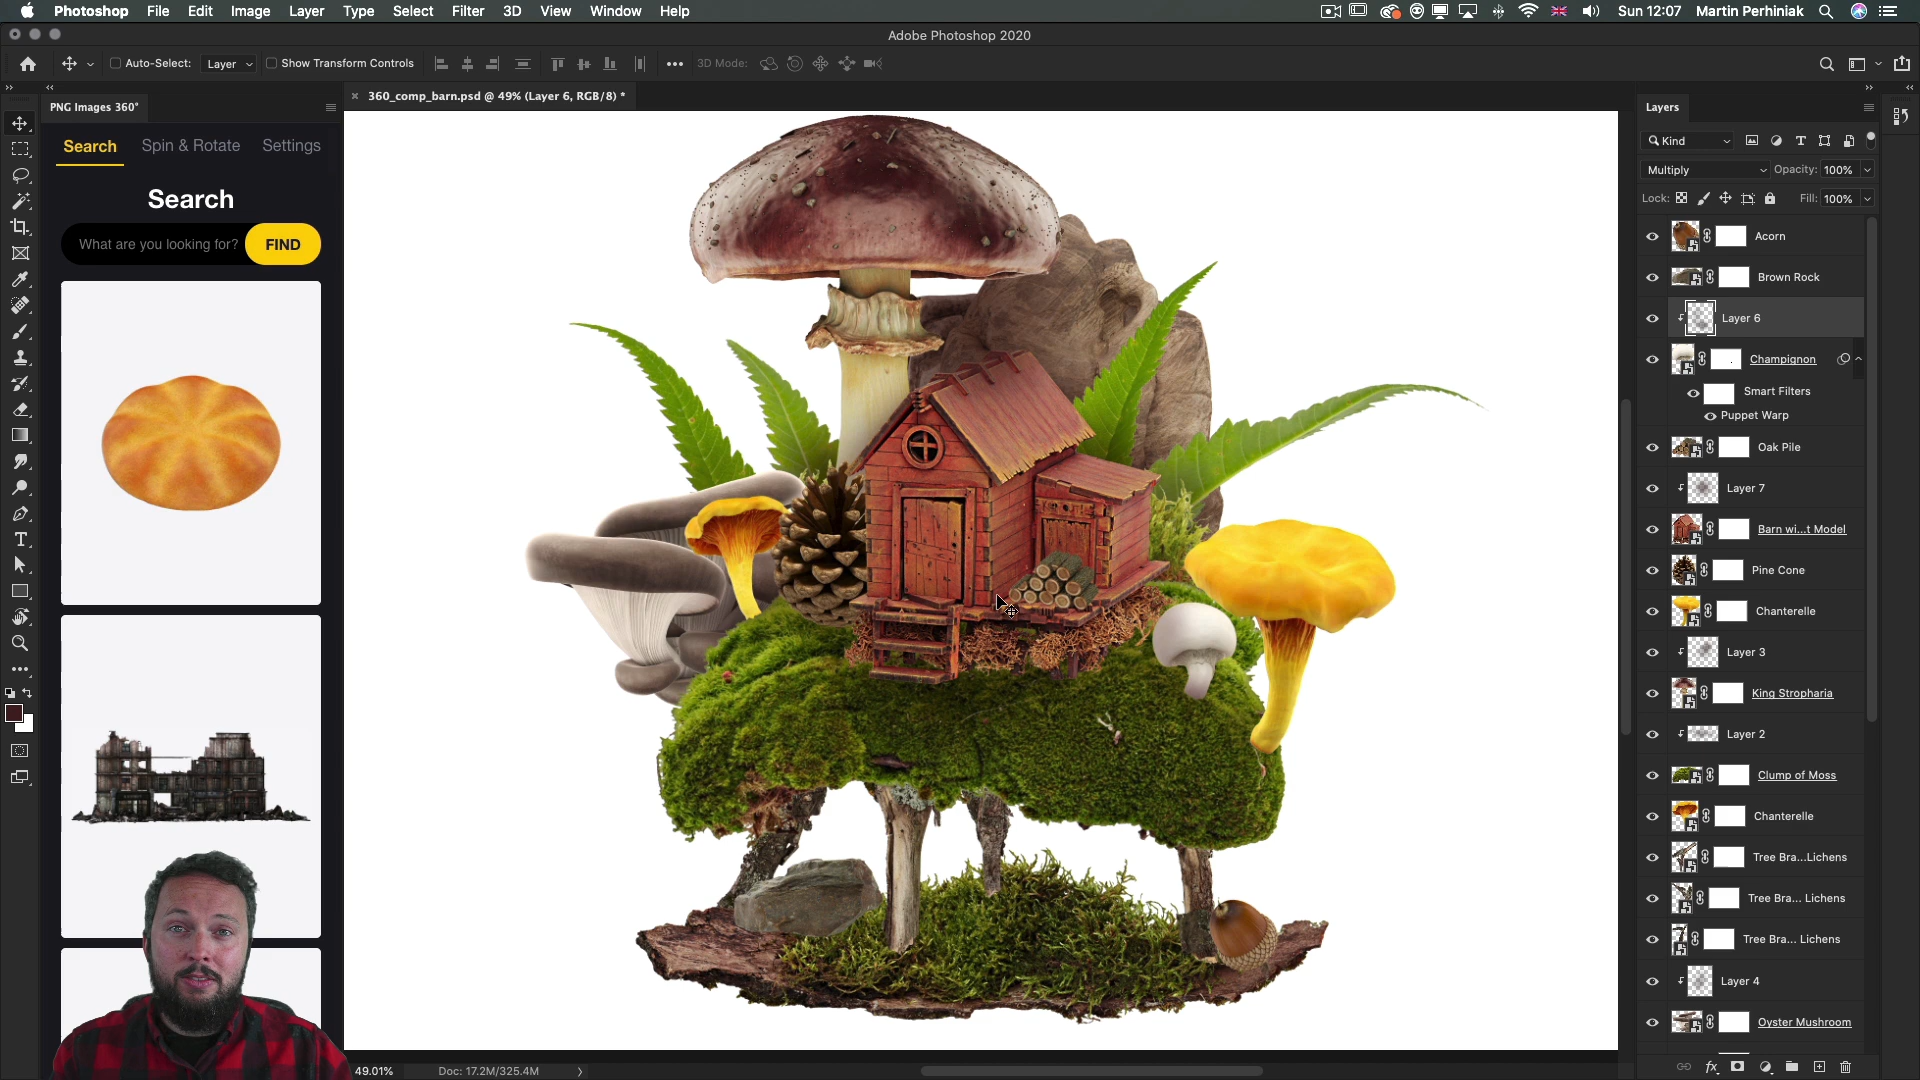 Photoshop File Edit Image Layer Type Select Filter 3D View Window Help Sun 12:07 Martin Perhiniak
Adobe Photoshop 2020
Auto-Select: Layer Show Transform Controls 3D Mode:
PNG Images 360°
360_comp_barn.psd @ 49% (Layer 6, RGB/8) *
Layers
Search Spin & Rotate Settings
Search
What are you looking for? FIND
Kind
Multiply Opacity: 100%
Lock: Fill: 100%
Acorn
Brown Rock
Layer 6
Champignon
Smart Filters
Puppet Warp
Oak Pile
Layer 7
Barn wi...t Model
Pine Cone
Chanterelle
Layer 3
King Stropharia
Layer 2
Clump of Moss
Chanterelle
Tree Bra...Lichens
Tree Bra... Lichens
Tree Bra... Lichens
Layer 4
Oyster Mushroom
49.01% Doc: 17.2M/325.4M